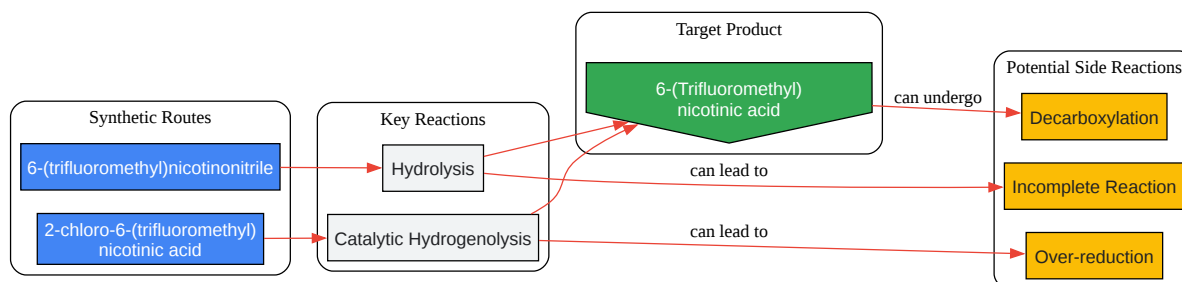 Synthetic Routes
6-(trifluoromethyl)nicotinonitrile
2-chloro-6-(trifluoromethyl)
nicotinic acid
Key Reactions
Hydrolysis
Catalytic Hydrogenolysis
Target Product
6-(Trifluoromethyl)
nicotinic acid
can undergo
can lead to
can lead to
Potential Side Reactions
Decarboxylation
Incomplete Reaction
Over-reduction